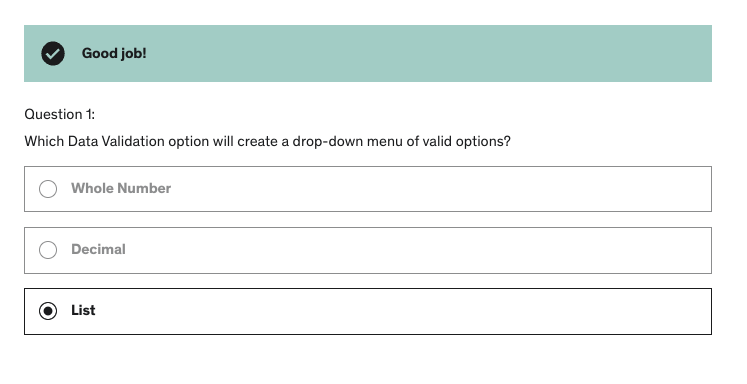 Good job!
Question 1:
Which Data Validation option will create a drop-down menu of valid options?
Whole Number
Decimal
List